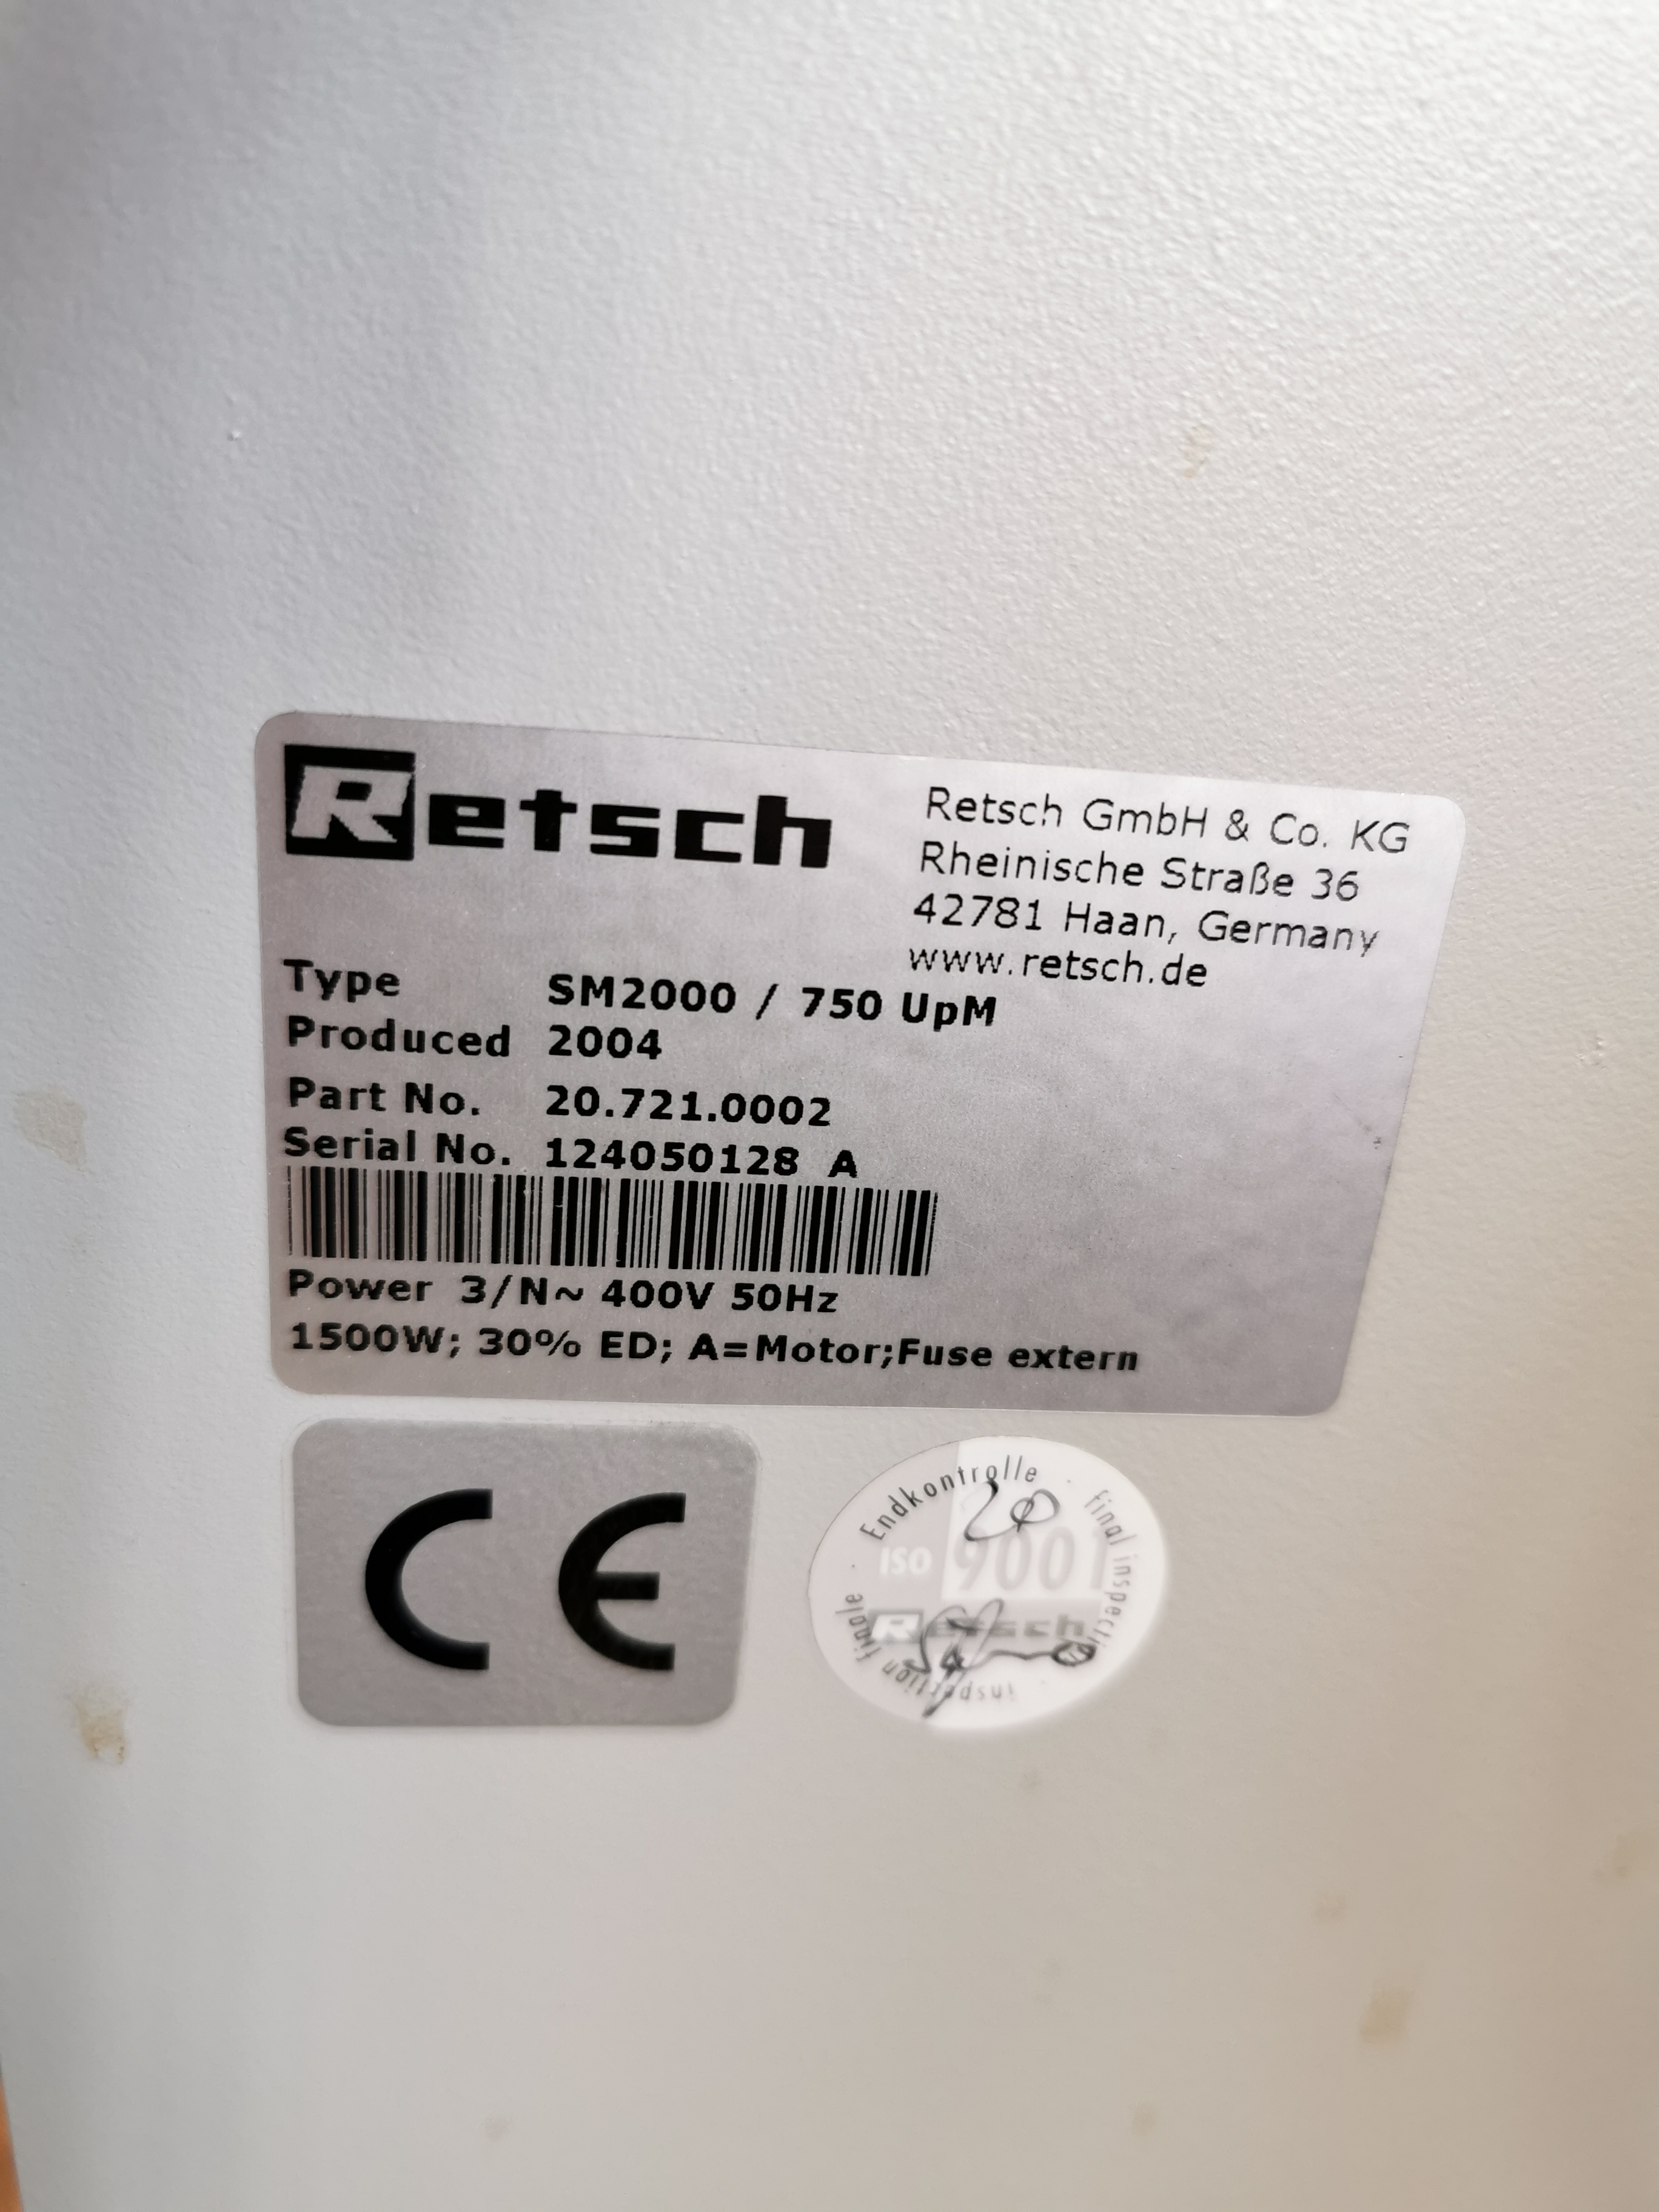 Retsch
Retsch GmbH & Co. KG
Rheinische Straße 36
42781 Haan, Germany
www.retsch.de
Type SM2000 / 750 UpM
Produced 2004
Part No. 20.721.0002
Serial No. 124050128 A
Power 3/N~ 400V 50Hz
1500W; 30% ED; A=Motor;Fuse extern
CE
Endkontrolle · final inspection · inspection finale ·
20
ISO 9001
Retsch